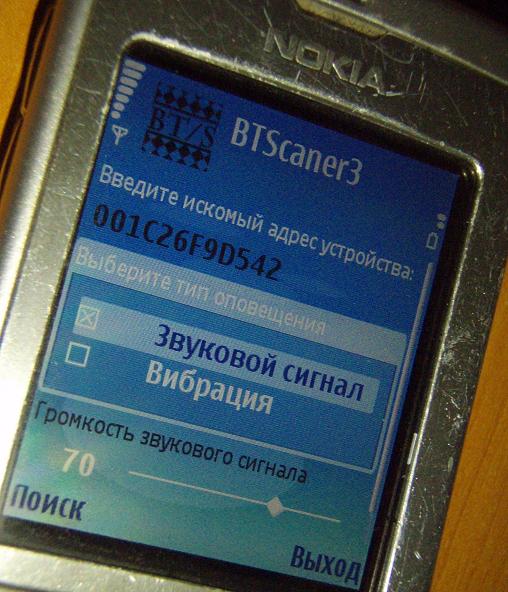 NOKIA
BT/S
BTScaner3
Введите искомый адрес устройства:
001C26F9D542
Выберите тип оповещения
Звуковой сигнал
Вибрация
Громкость звукового сигнала
70
Поиск
Выход